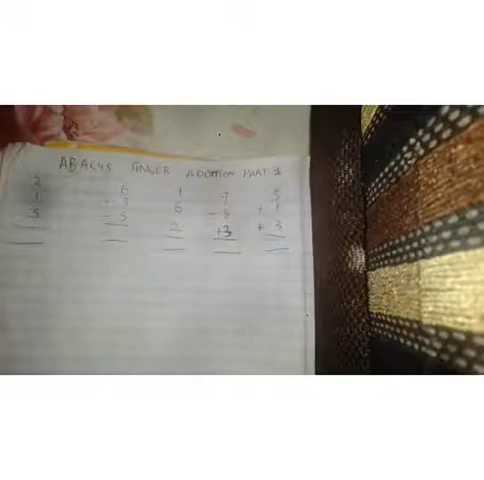 ABACUS FINGER ADDITION PART 1
2 6 1 9 5
1 + 3 6 - 8 + 1
5 - 5 2 +3 + 3